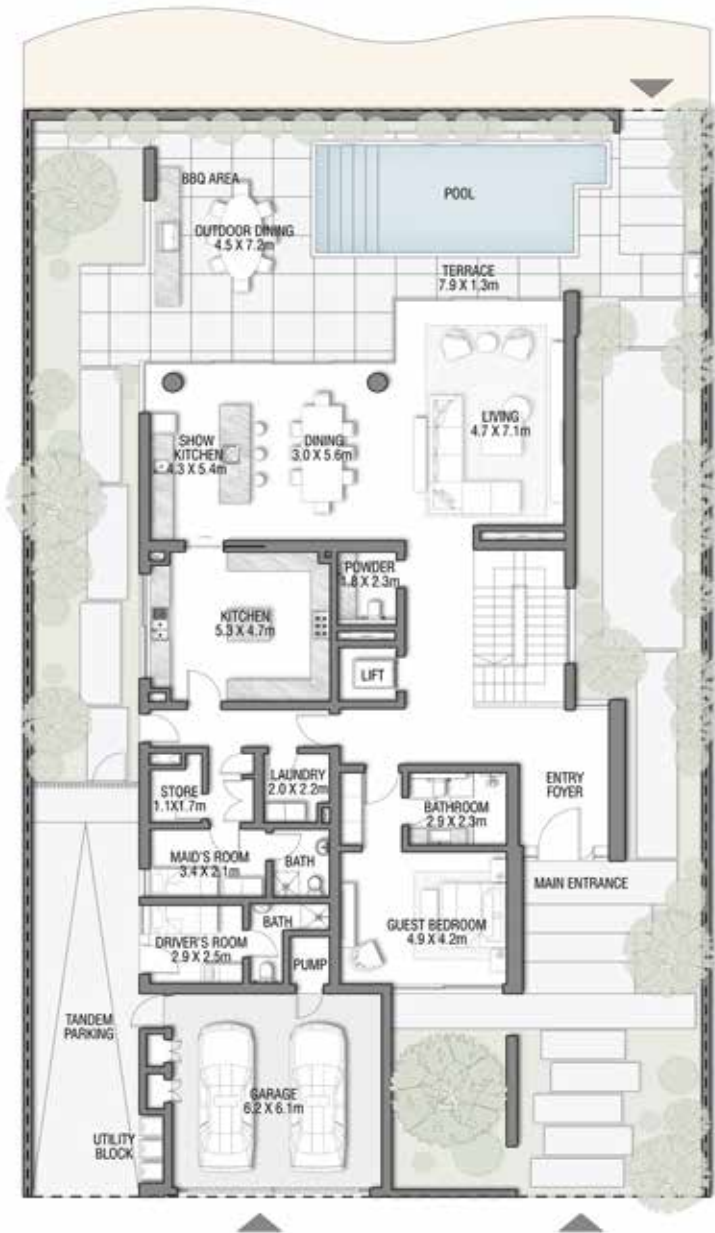 BBQ AREA
OUTDOOR DINING
4.5 X 7.2m
POOL
TERRACE
7.9 X 1.3m
SHOW
KITCHEN
4.3 X 5.4m
DINING
3.0 X 5.6m
LIVING
4.7 X 7.1m
KITCHEN
5.3 X 4.7m
POWDER
1.8 X 2.3m
LIFT
STORE
1.1X1.7m
LAUNDRY
2.0 X 2.2m
BATHROOM
2.9 X 2.3m
ENTRY
FOYER
MAID'S ROOM
3.4 X 2.1m
BATH
MAIN ENTRANCE
DRIVER'S ROOM
2.9 X 2.5m
BATH
PUMP
GUEST BEDROOM
4.9 X 4.2m
TANDEM
PARKING
GARAGE
6.2 X 6.1m
UTILITY
BLOCK